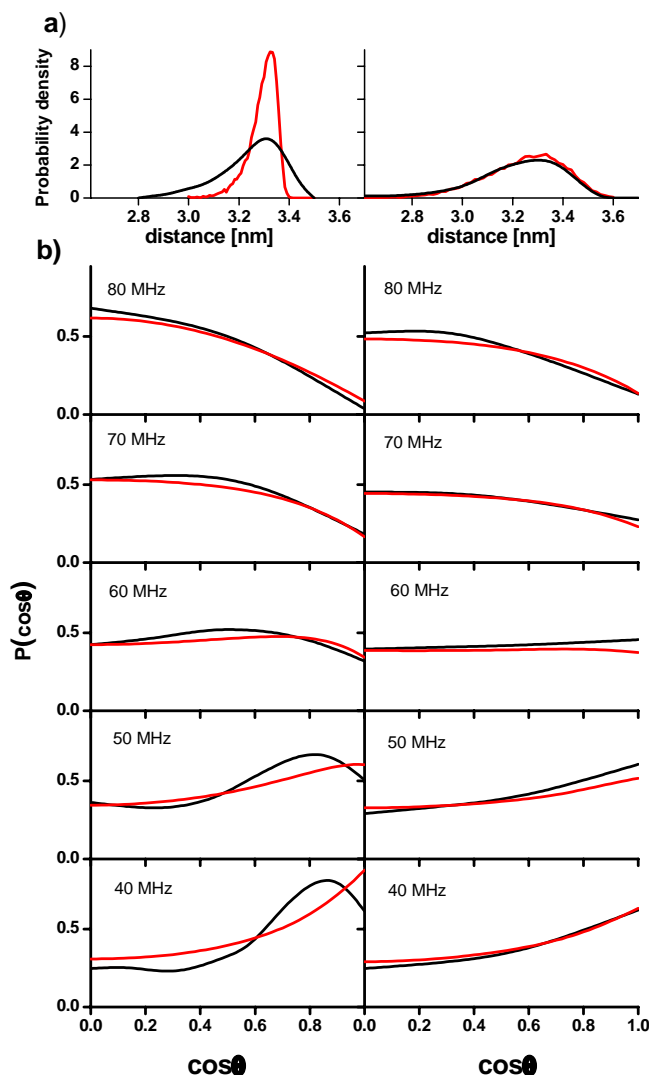 a)
Probability density
8
6
4
2
0
2.8 3.0 3.2 3.4 3.6
3.0 3.2 3.4 3.6
distance [nm]
distance [nm]
b)
80 MHz
80 MHz
0.5
0.0
70 MHz
70 MHz
0.5
0.0
60 MHz
60 MHz
0.5
0.0
50 MHz
50 MHz
0.5
0.0
40 MHz
40 MHz
0.5
0.0
P(cosθ)
0.0 0.2 0.4 0.6 0.8 0.0 0.2 0.4 0.6 0.8 1.0
cosθ
cosθ